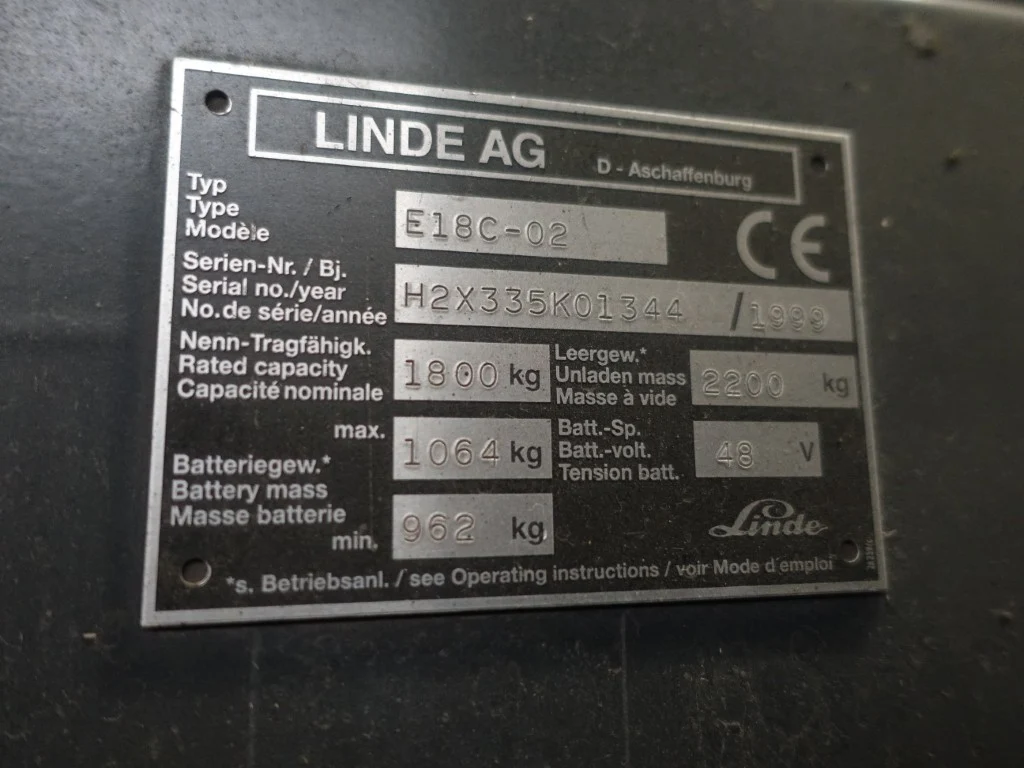 LINDE AG D - Aschaffenburg
Typ
Type
Modèle
E18C-02
CE
Serien-Nr. / Bj.
Serial no./year
No.de série/année
H2X335K01344 / 1999
Nenn-Tragfähigk.
Rated capacity
Capacité nominale
1800 kg
Leergew.*
Unladen mass
Masse à vide
2200 kg
max.
1064 kg
Batteriegew.*
Battery mass
Masse batterie
min.
962 kg
Batt.-Sp.
Batt.-volt.
Tension batt.
48 V
Linde
*s. Betriebsanl. / see Operating instructions / voir Mode d'emploi